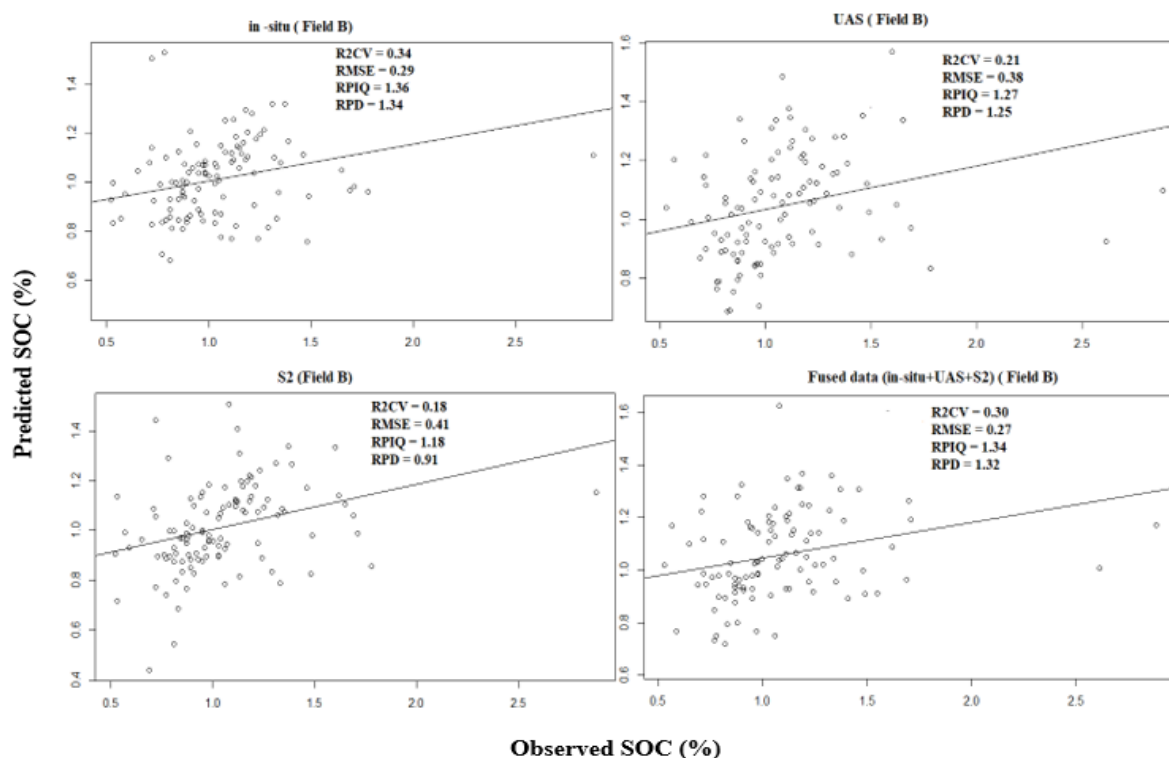 in -situ ( Field B)
R2CV = 0.34
RMSE = 0.29
RPIQ = 1.36
RPD = 1.34
1.4
1.2
1.0
0.8
0.6
0.5
1.0
1.5
2.0
2.5
UAS ( Field B)
R2CV = 0.21
RMSE = 0.38
RPIQ = 1.27
RPD = 1.25
1.6
1.4
1.2
1.0
0.8
0.5
1.0
1.5
2.0
2.5
Predicted SOC (%)
S2 (Field B)
R2CV = 0.18
RMSE = 0.41
RPIQ = 1.18
RPD = 0.91
1.4
1.2
1.0
0.8
0.6
0.4
0.5
1.0
1.5
2.0
2.5
Fused data (in-situ+UAS+S2) ( Field B)
R2CV = 0.30
RMSE = 0.27
RPIQ = 1.34
RPD = 1.32
1.6
1.4
1.2
1.0
0.8
0.6
0.5
1.0
1.5
2.0
2.5
Observed SOC (%)